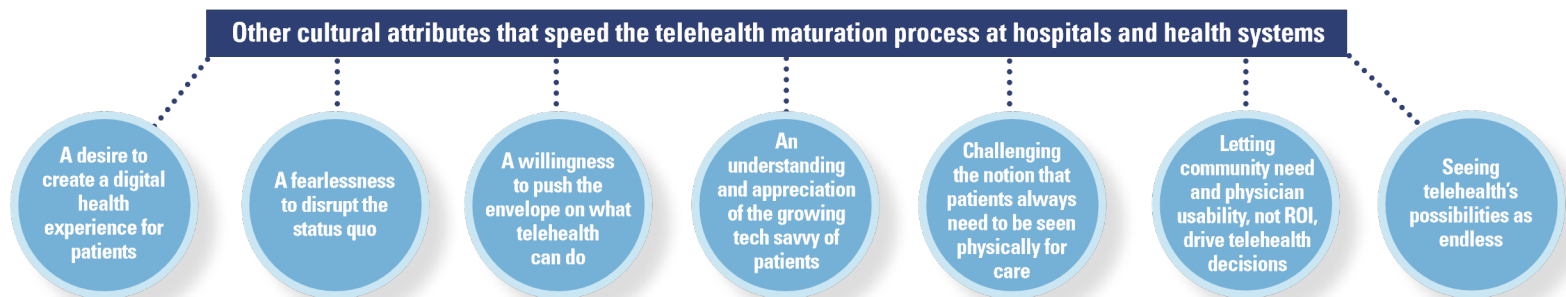 Other cultural attributes that speed the telehealth maturation process at hospitals and health systems
A desire to
create a digital
health
experience for
patients
A fearlessness
to disrupt the
status quo
A willingness
to push the
envelope on what
telehealth
can do
An
understanding
and appreciation
of the growing
tech savvy of
patients
Challenging
the notion that
patients always
need to be seen
physically for
care
Letting
community need
and physician
usability, not ROI,
drive telehealth
decisions
Seeing
telehealth's
possibilities as
endless